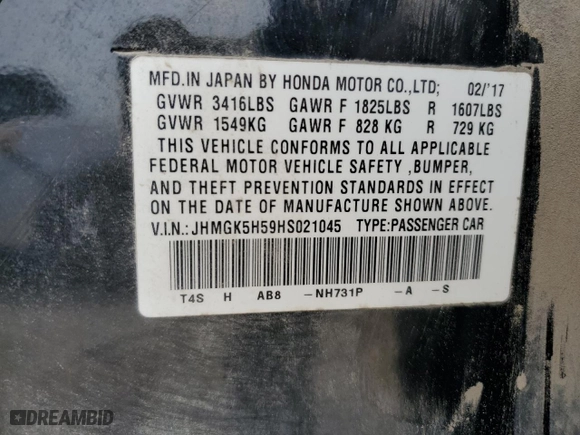 MFD.IN JAPAN BY HONDA MOTOR CO.,LTD; 02/'17
GVWR 3416LBS GAWR F 1825LBS R 1607LBS
GVWR 1549KG GAWR F 828 KG R 729 KG
THIS VEHICLE CONFORMS TO ALL APPLICABLE
FEDERAL MOTOR VEHICLE SAFETY ,BUMPER,
AND THEFT PREVENTION STANDARDS IN EFFECT
ON THE DATE OF MANUFACTURE SHOWN ABOVE.
V.I.N.:JHMGK5H59HS021045 TYPE:PASSENGER CAR
T4S H AB8 -NH731P -A -S
DREAMBID